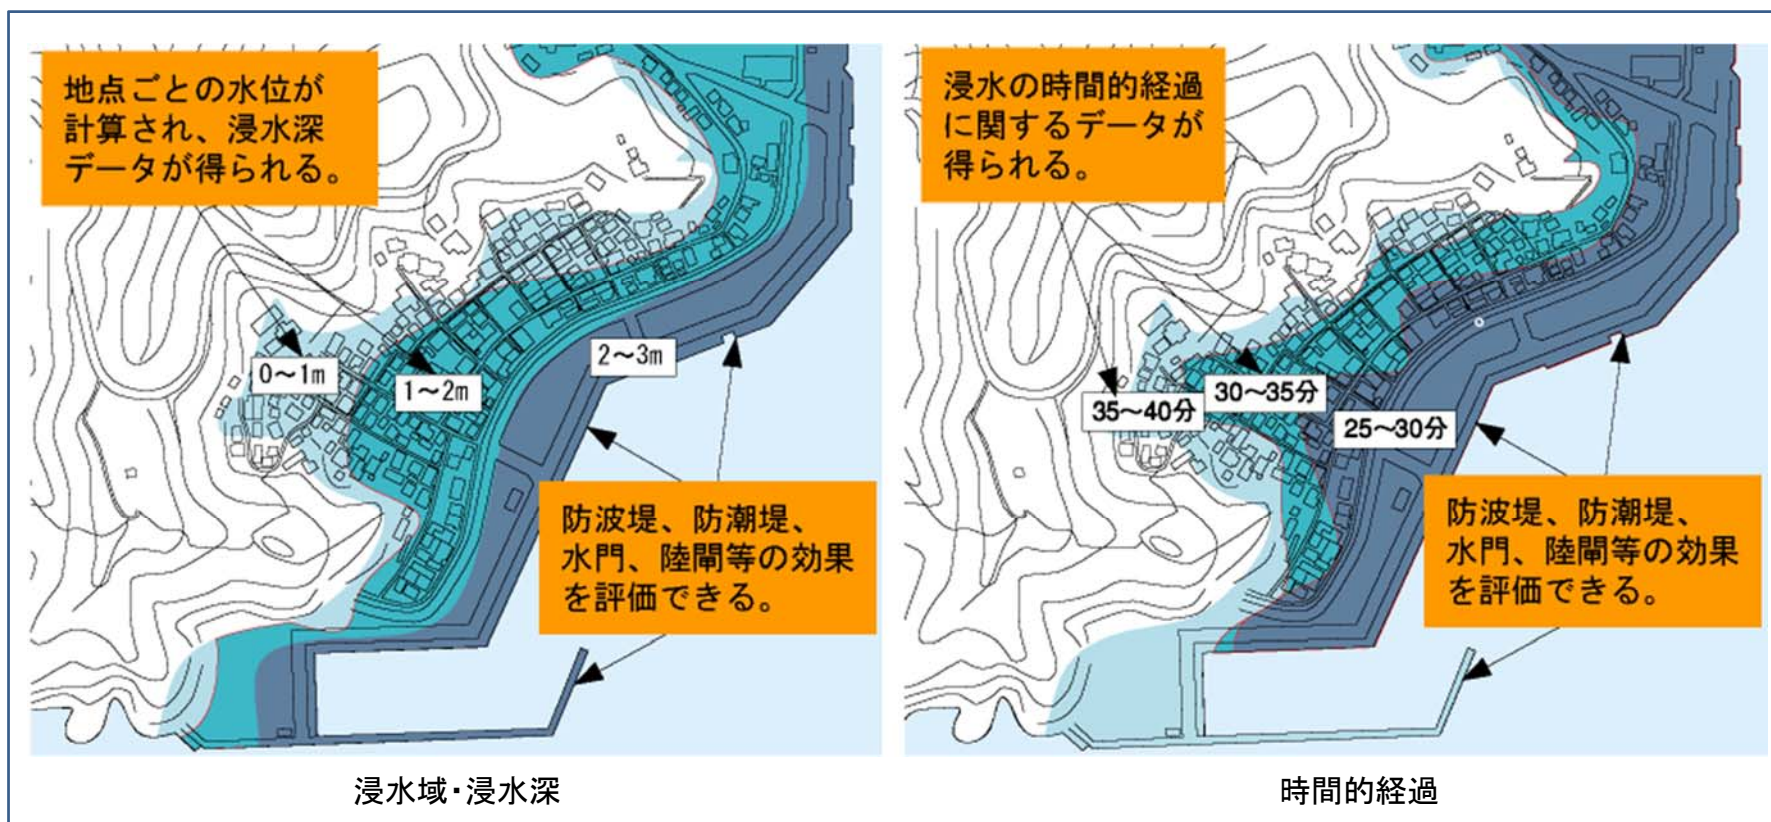 地点ごとの水位が
計算され、浸水深
データが得られる。
0～1m
1～2m
2～3m
防波堤、防潮堤、
水門、陸閘等の効果
を評価できる。
浸水域・浸水深
浸水の時間的経過
に関するデータが
得られる。
35～40分
30～35分
25～30分
防波堤、防潮堤、
水門、陸閘等の効果
を評価できる。
時間的経過